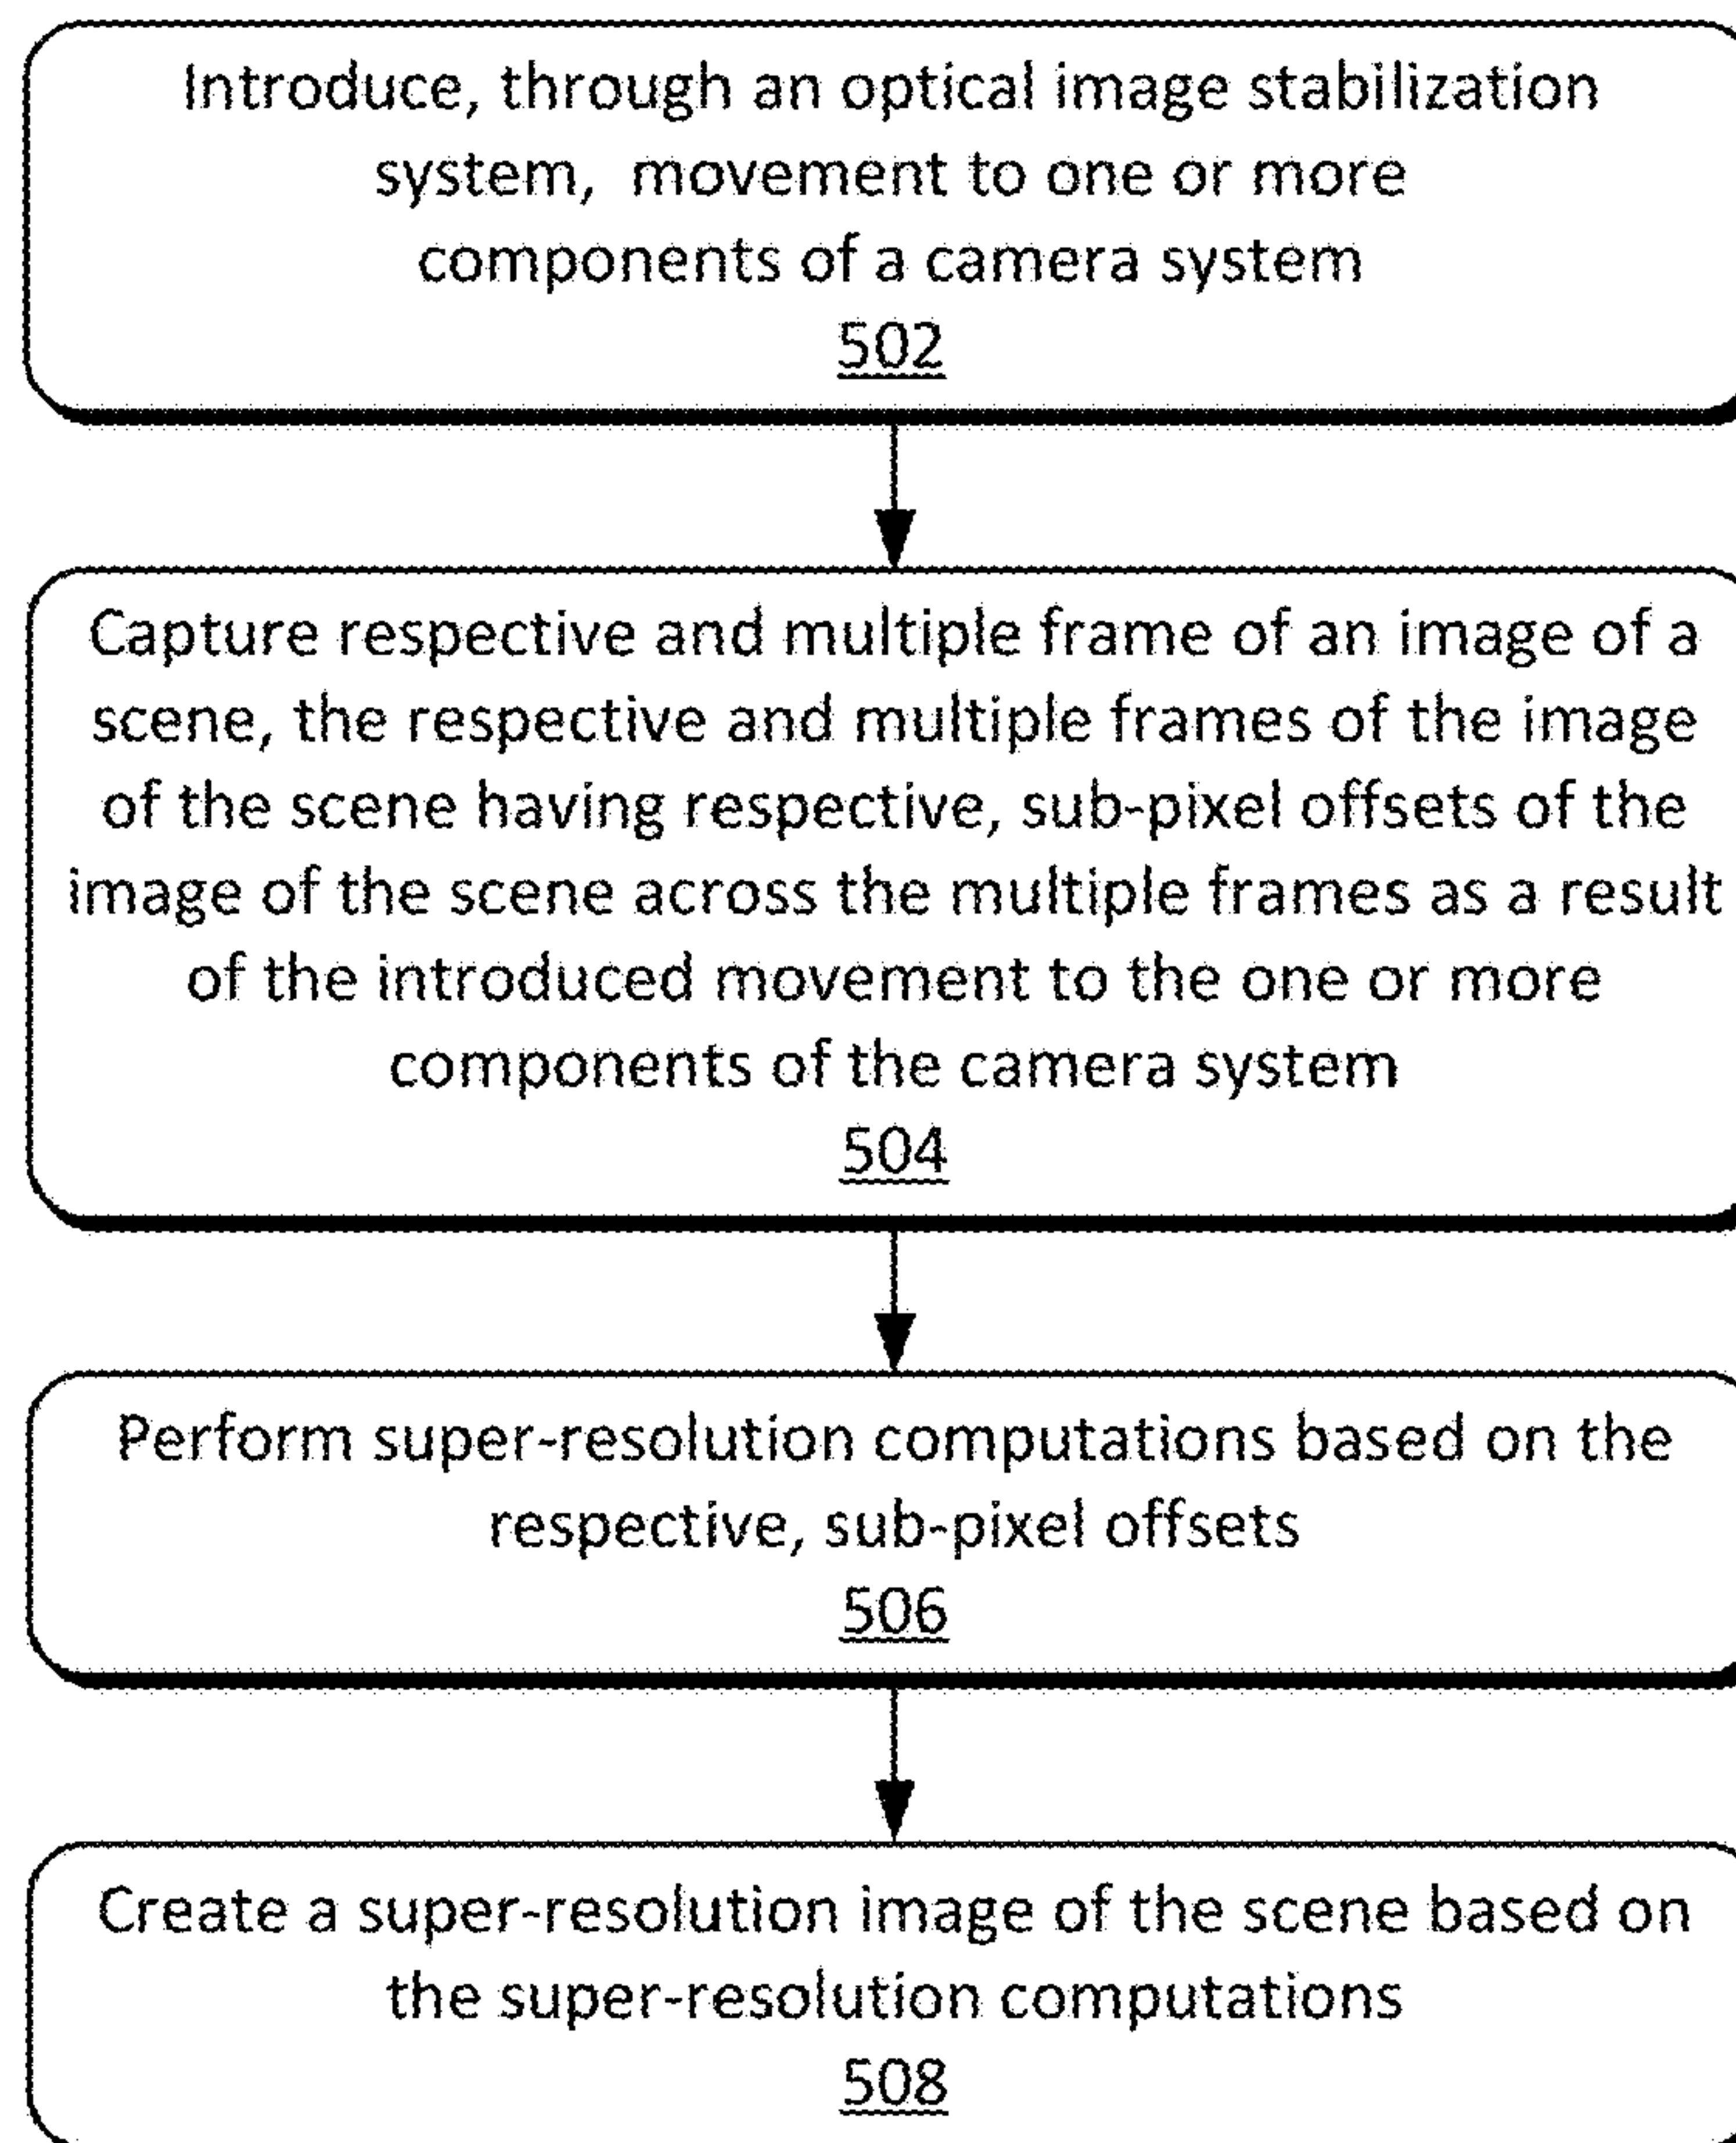 Introduce, through an optical image stabilization
system, movement to one or more
components of a camera system
502
Capture respective and multiple frame of an image of a
scene, the respective and multiple frames of the image
of the scene having respective, sub-pixel offsets of the
image of the scene across the multiple frames as a result
of the introduced movement to the one or more
components of the camera system
504
Perform super-resolution computations based on the
respective, sub-pixel offsets
506
Create a super-resolution image of the scene based on
the super-resolution computations
508